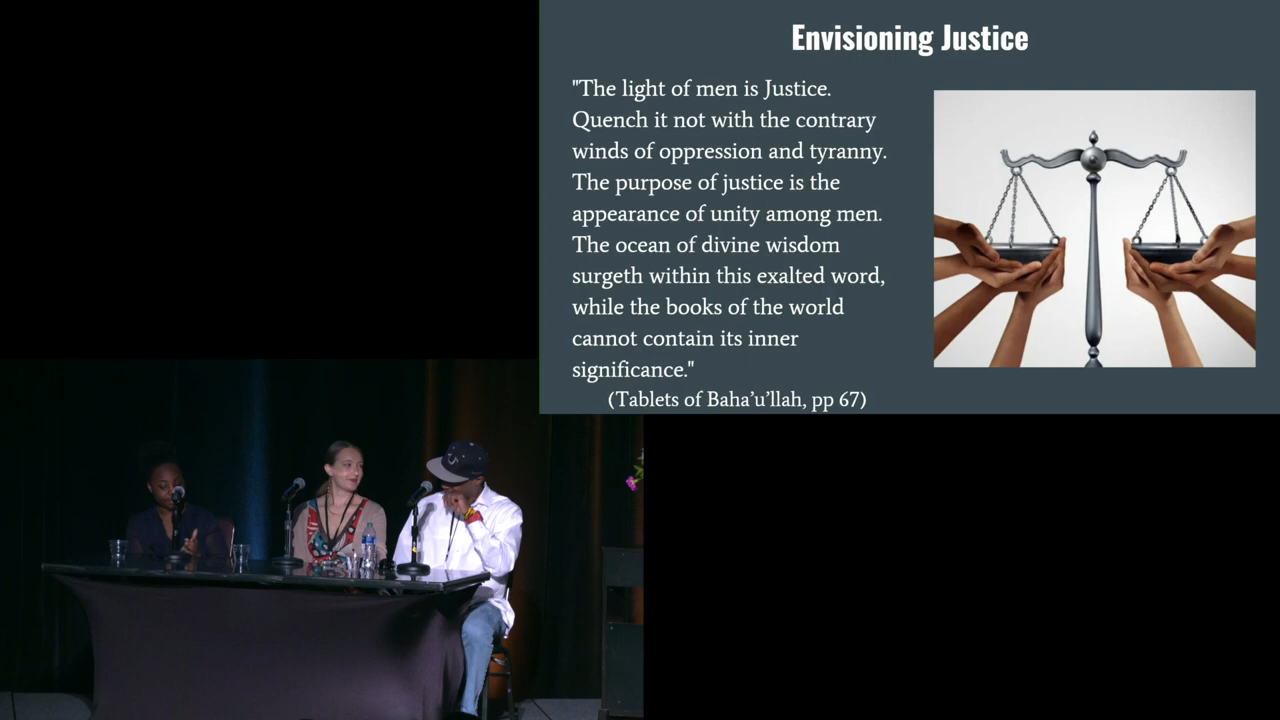 Envisioning Justice
"The light of men is Justice.
Quench it not with the contrary
winds of oppression and tyranny.
The purpose of justice is the
appearance of unity among men.
The ocean of divine wisdom
surgeth within this exalted word,
while the books of the world
cannot contain its inner
significance."
(Tablets of Baha’u’llah, pp 67)